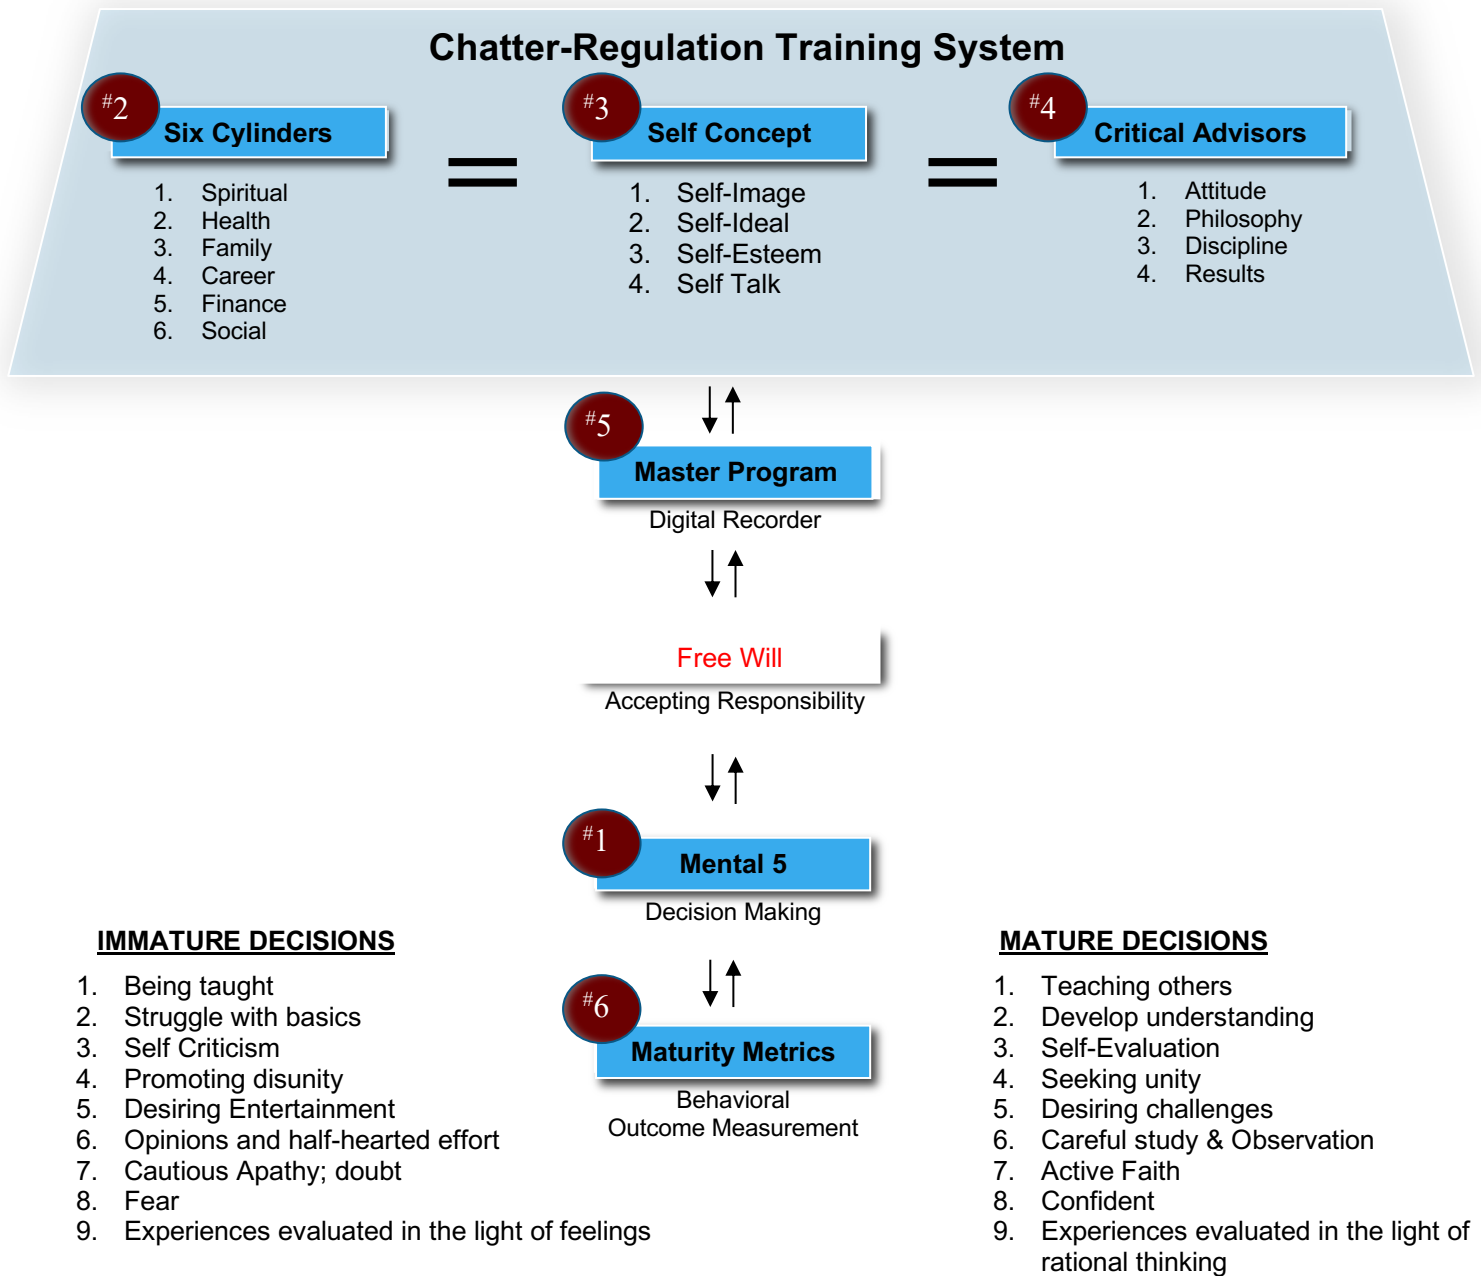 Chatter-Regulation Training System
#2
Six Cylinders
1. Spiritual
2. Health
3. Family
4. Career
5. Finance
6. Social
=
#3
Self Concept
1. Self-Image
2. Self-Ideal
3. Self-Esteem
4. Self Talk
=
#4
Critical Advisors
1. Attitude
2. Philosophy
3. Discipline
4. Results
#5
Master Program
Digital Recorder
Free Will
Accepting Responsibility
#1
Mental 5
Decision Making
#6
Maturity Metrics
Behavioral
Outcome Measurement
IMMATURE DECISIONS
1. Being taught
2. Struggle with basics
3. Self Criticism
4. Promoting disunity
5. Desiring Entertainment
6. Opinions and half-hearted effort
7. Cautious Apathy; doubt
8. Fear
9. Experiences evaluated in the light of feelings
MATURE DECISIONS
1. Teaching others
2. Develop understanding
3. Self-Evaluation
4. Seeking unity
5. Desiring challenges
6. Careful study & Observation
7. Active Faith
8. Confident
9. Experiences evaluated in the light of
rational thinking